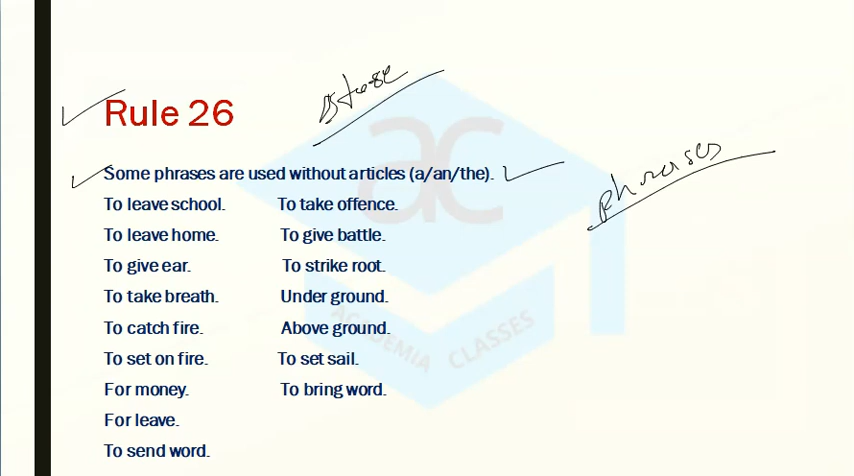 Rule 26
Some phrases are used without articles (a/an/the).
phrases
To leave school. To take offence.
To leave home. To give battle.
To give ear. To strike root.
To take breath. Under ground.
To catch fire. Above ground.
To set on fire. To set sail.
For money. To bring word.
For leave.
To send word.
ac
ACADEMIA CLASSES